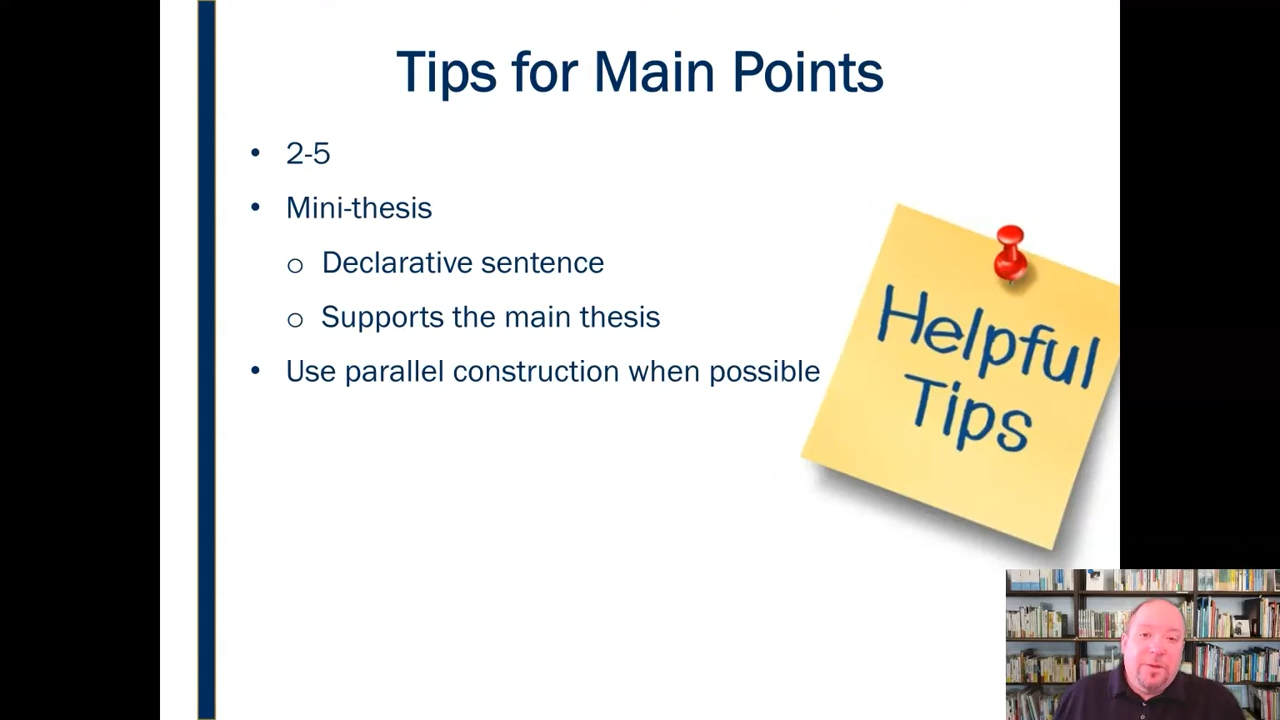 Tips for Main Points
• 2-5
• Mini-thesis
o Declarative sentence
o Supports the main thesis
• Use parallel construction when possible
Helpful
Tips